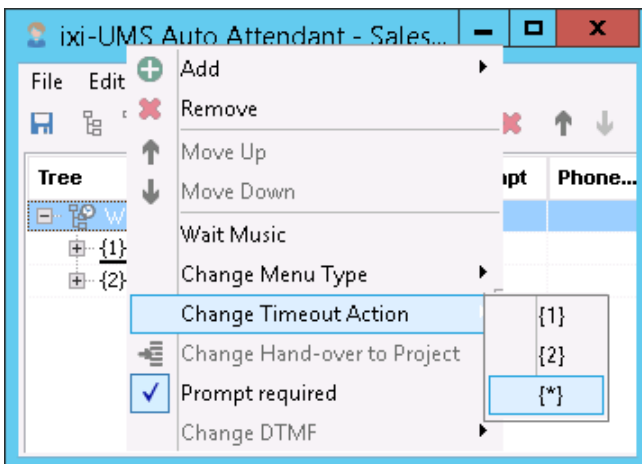 ixi-UMS Auto Attendant - Sales...
File Edit
Add
Remove
Move Up
Move Down
Tree
Phone...
Wait Music
{1}
{2}
Change Menu Type
Change Timeout Action
{1}
Change Hand-over to Project
{2}
Prompt required
{*}
Change DTMF